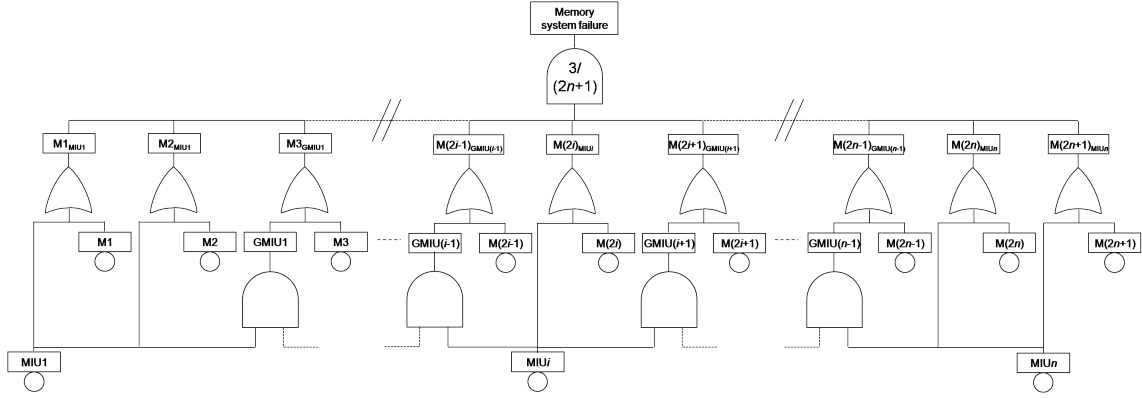 Memory
system failure
3/
(2n+1)
M1MIU1 M2MIU1 M3GMIU1 M(2i-1)GMIU(i-1) M(2i)MIUi M(2i+1)GMIU(i+1) M(2n-1)GMIU(n-1) M(2n)MIUn M(2n+1)MIUn
M1 M2 GMIU1 M3 GMIU(i-1) M(2i-1) M(2i) GMIU(i+1) M(2i+1) GMIU(n-1) M(2n-1) M(2n) M(2n+1)
MIU1 MIUi MIUn